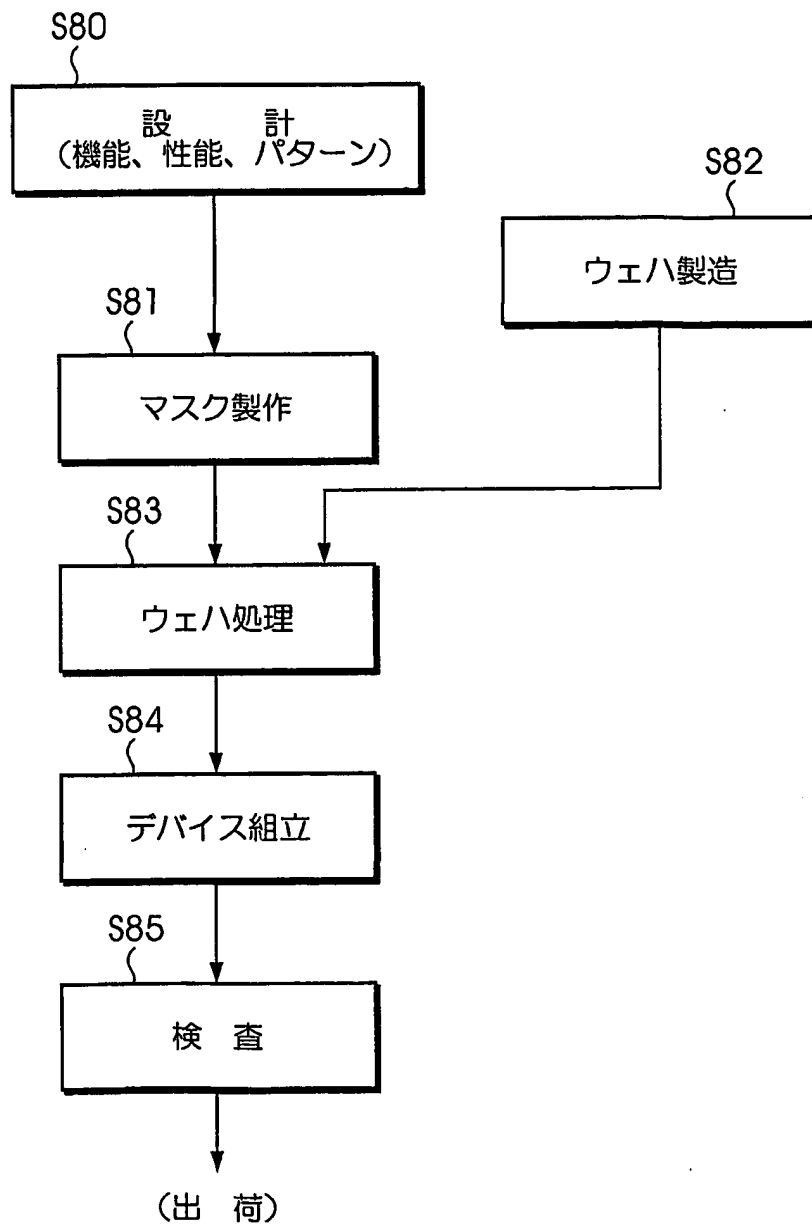 S80
設 計
(機能、性能、パターン)
S82
ウェハ製造
S81
マスク製作
S83
ウェハ処理
S84
デバイス組立
S85
検 査
(出 荷)